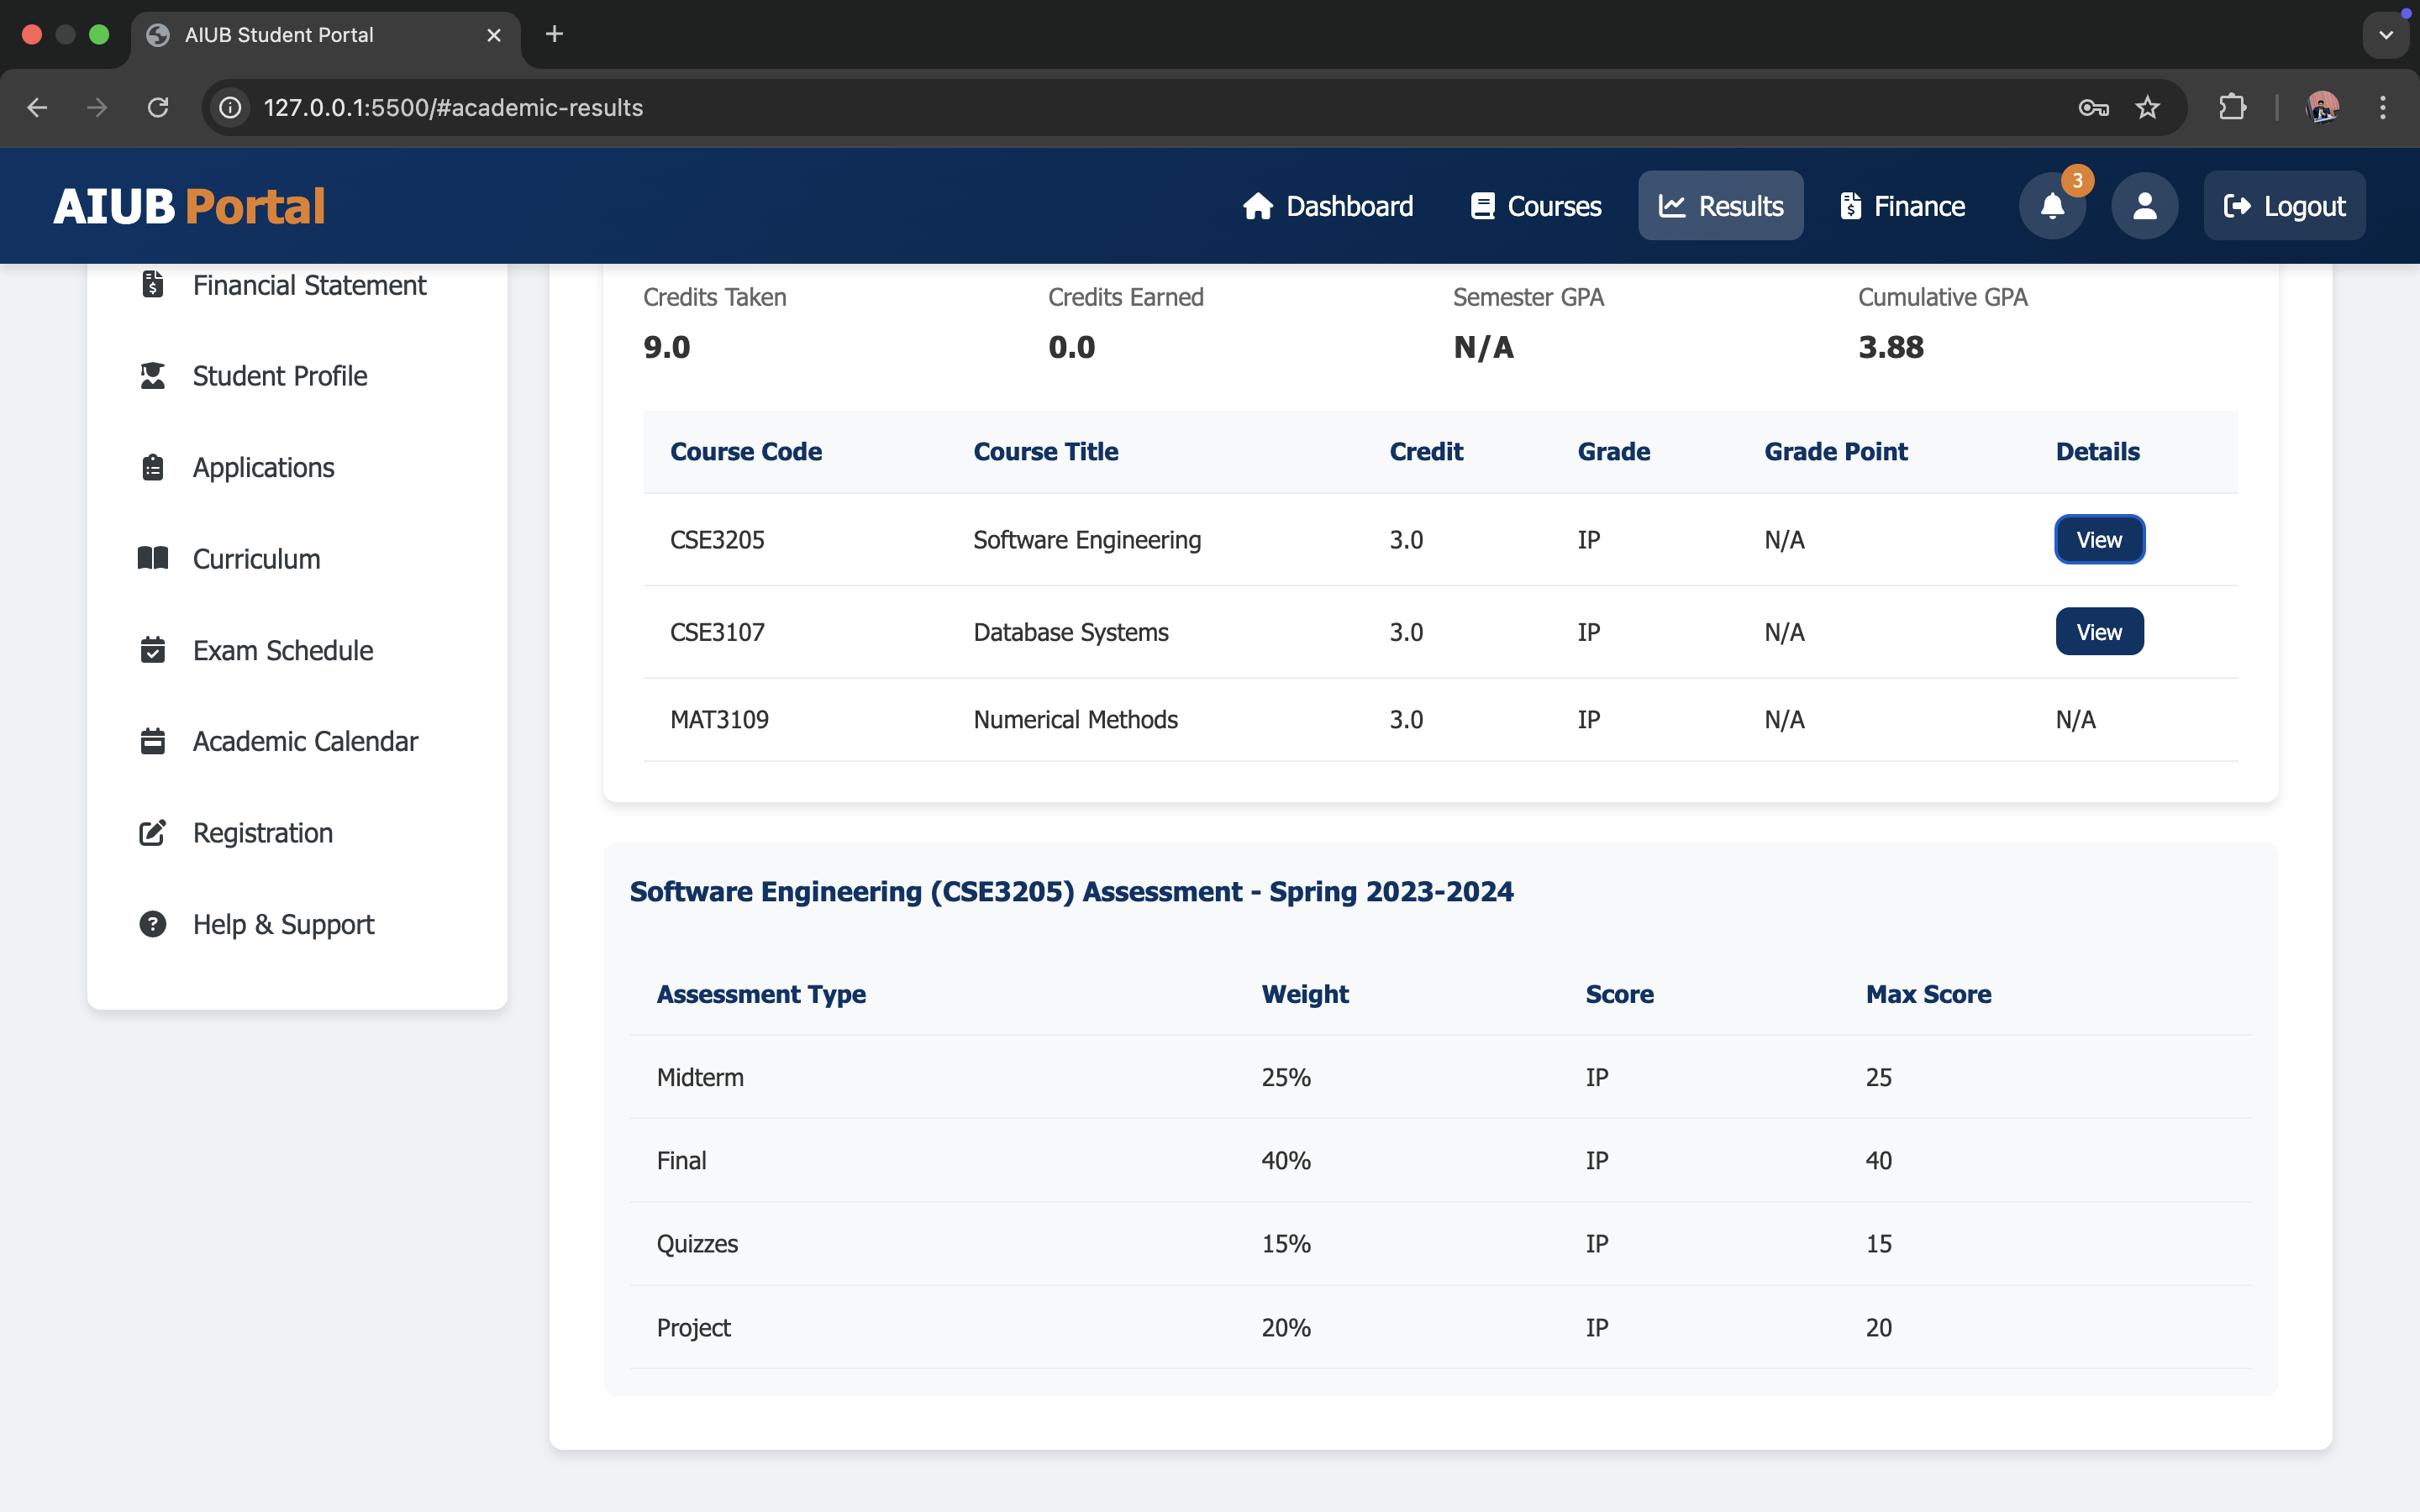 AIUB Student Portal
127.0.0.1:5500/#academic-results
AIUB Portal
Dashboard
Courses
Results
Finance
3
Logout
Financial Statement
Student Profile
Applications
Curriculum
Exam Schedule
Academic Calendar
Registration
Help & Support
Credits Taken Credits Earned Semester GPA Cumulative GPA
9.0 0.0 N/A 3.88
Course Code Course Title Credit Grade Grade Point Details
CSE3205 Software Engineering 3.0 IP N/A View
CSE3107 Database Systems 3.0 IP N/A View
MAT3109 Numerical Methods 3.0 IP N/A N/A
Software Engineering (CSE3205) Assessment - Spring 2023-2024
Assessment Type Weight Score Max Score
Midterm 25% IP 25
Final 40% IP 40
Quizzes 15% IP 15
Project 20% IP 20